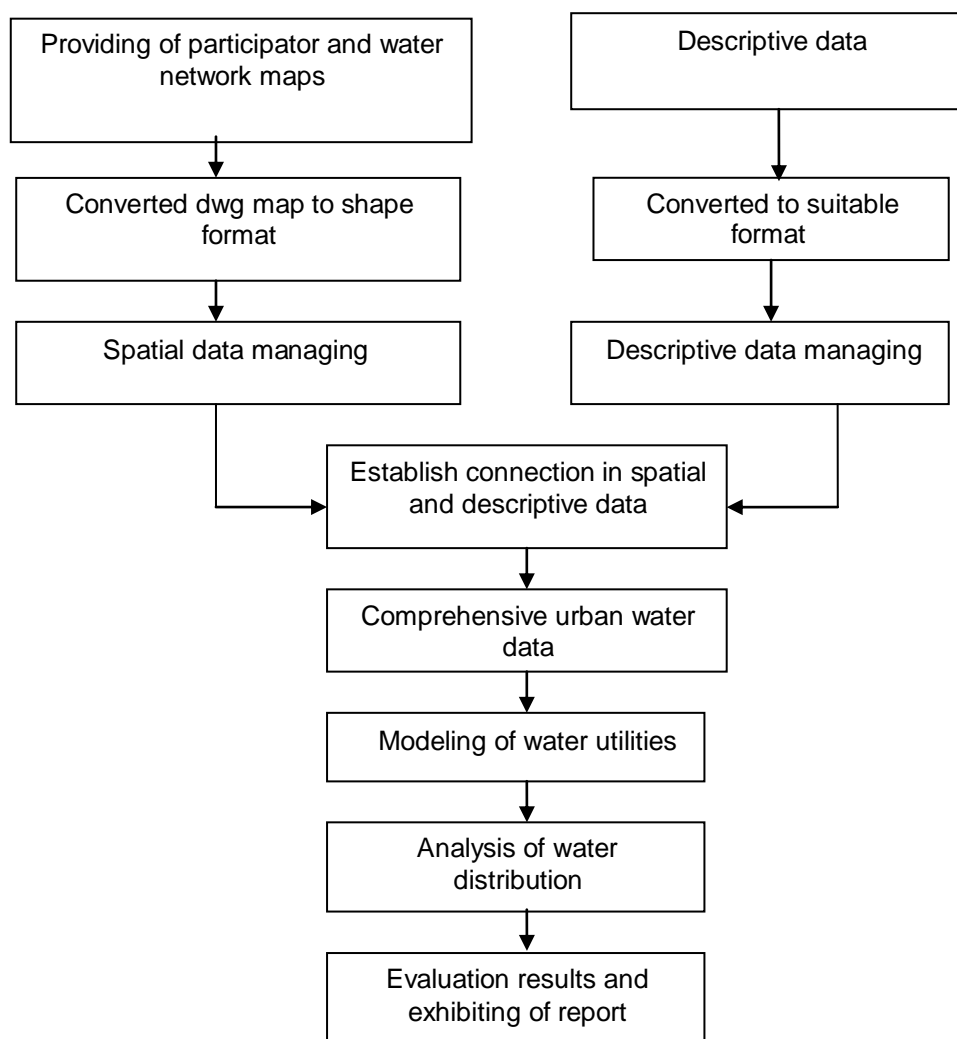 Providing of participator and water
network maps
Descriptive data
Converted dwg map to shape
format
Converted to suitable
format
Spatial data managing
Descriptive data managing
Establish connection in spatial
and descriptive data
Comprehensive urban water
data
Modeling of water utilities
Analysis of water
distribution
Evaluation results and
exhibiting of report